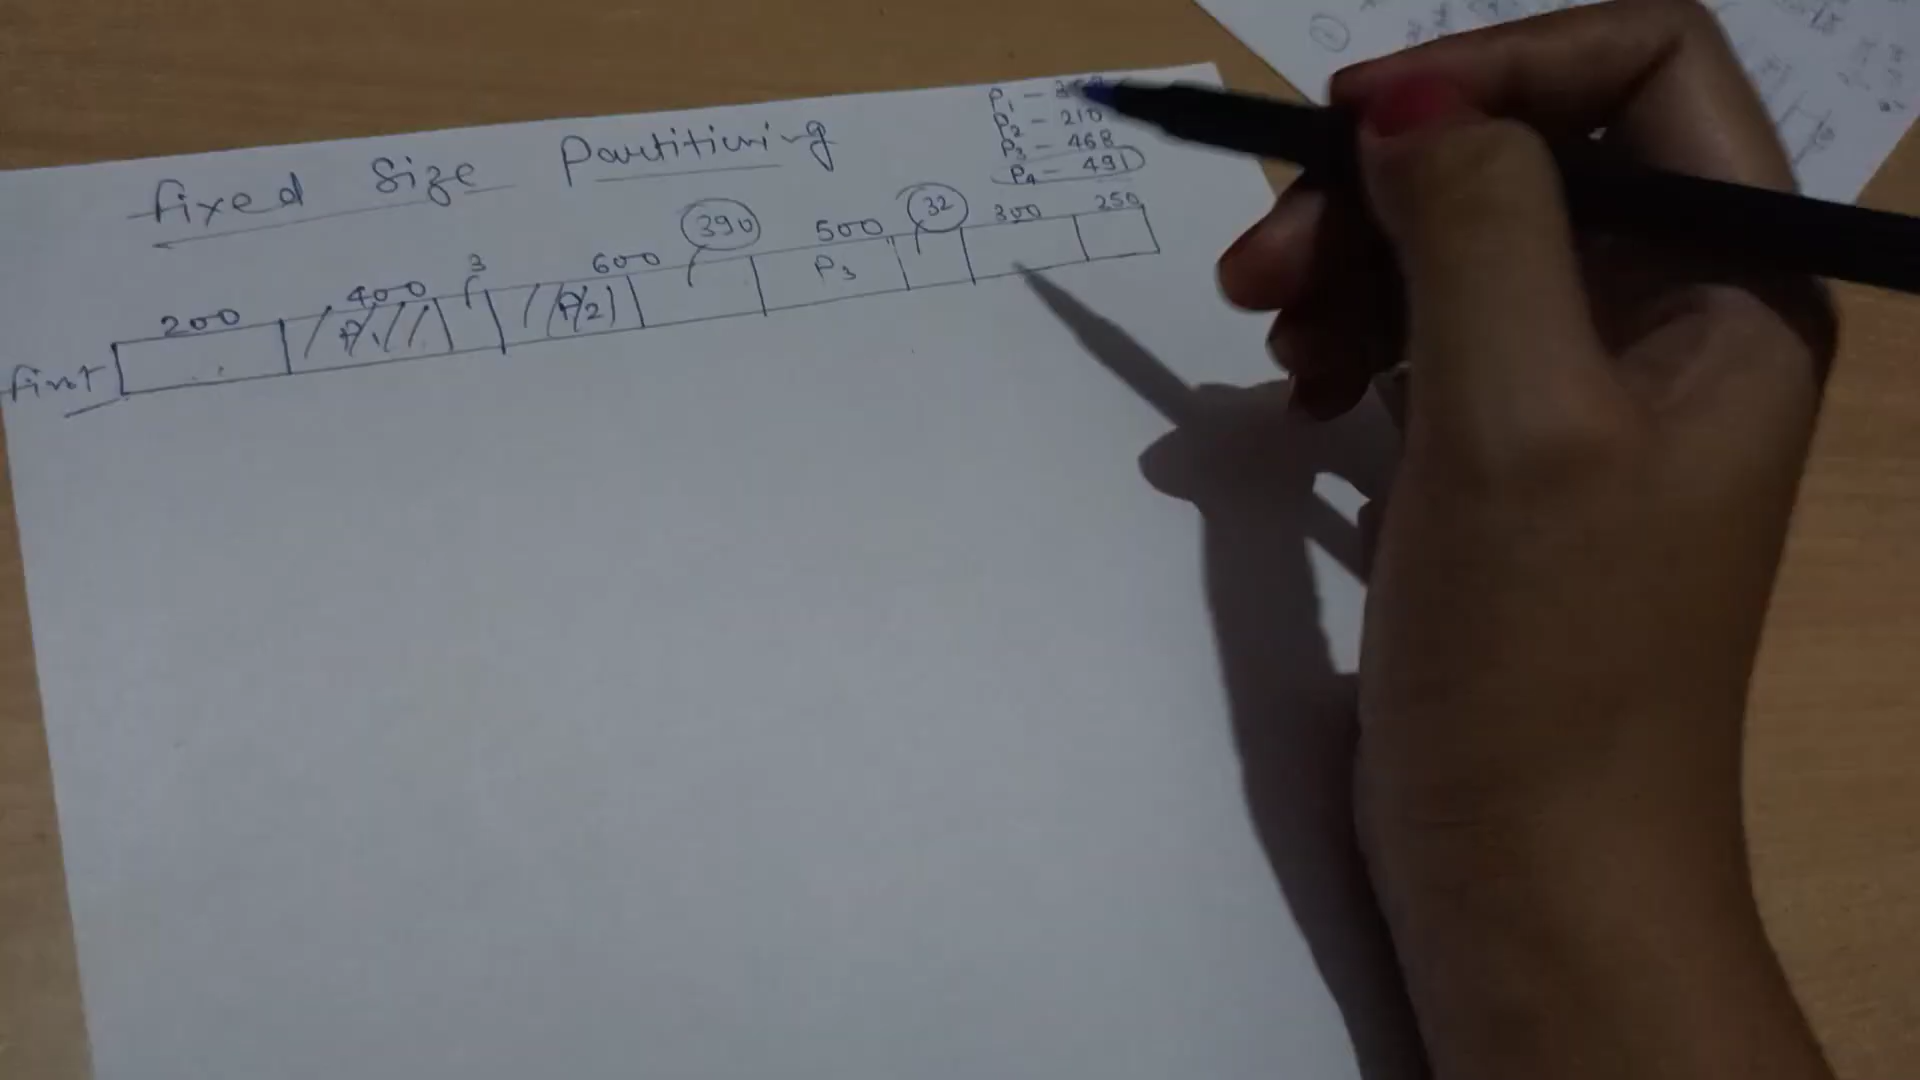 fixed Size Partitioning
P1 -
P2 - 210
P3 - 468
P4 - 491
200 400 3 600 390 500 32 300 250
first P1 P2 P3